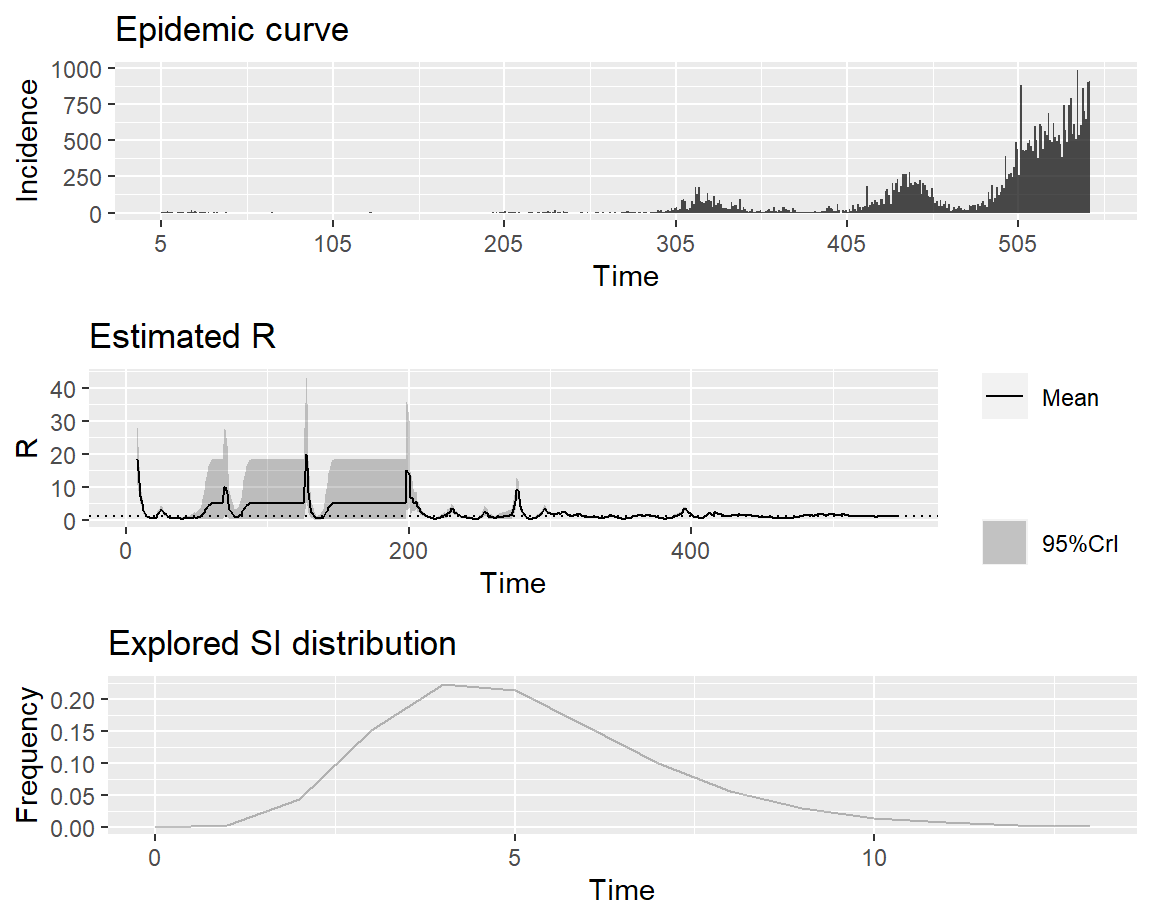 Epidemic curve
Incidence
1000
750
500
250
0
5 105 205 305 405 505
Time
Estimated R
R
40
30
20
10
0
0 200 400
Time
Mean
95%CrI
Explored SI distribution
Frequency
0.20
0.15
0.10
0.05
0.00
0 5 10
Time